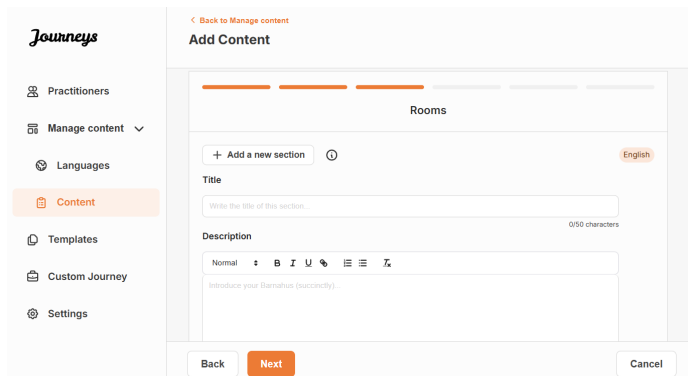 Journeys
Practitioners
Manage content
Languages
Content
Templates
Custom Journey
Settings
Back to Manage content
Add Content
Rooms
+ Add a new section
English
Title
Write the title of this section..
0/50 characters
Description
Normal B I U
Introduce your Barnahus (succinctly)...
Back
Next
Cancel